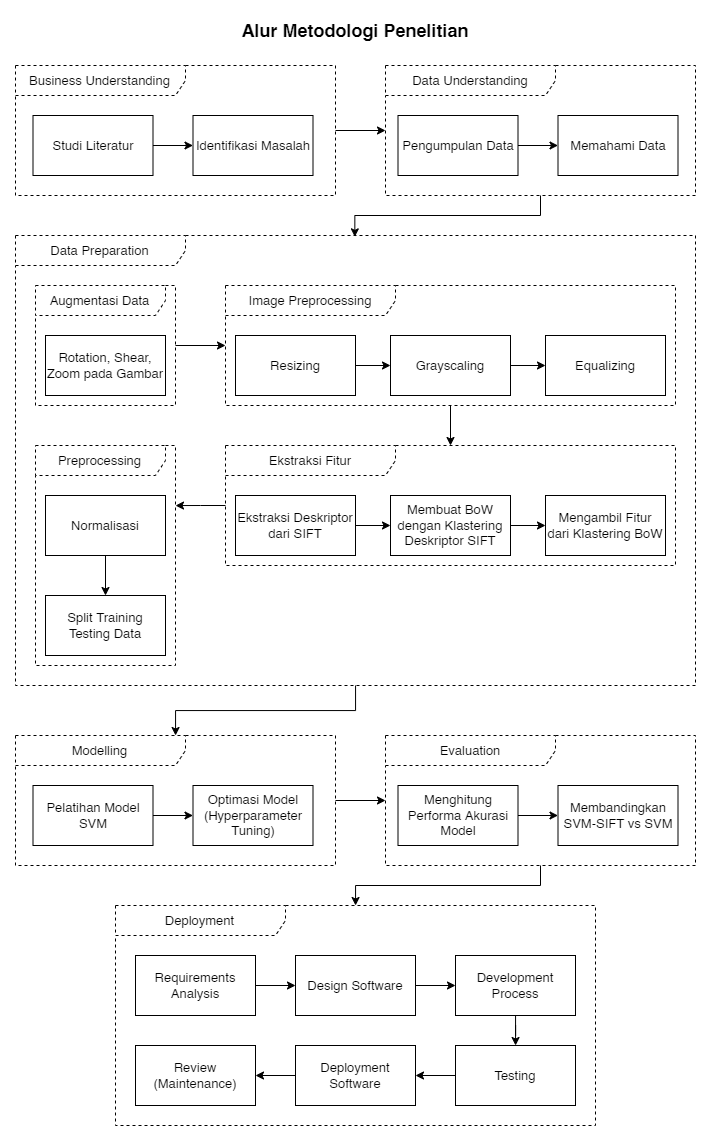 Alur Metodologi Penelitian
Business Understanding
Studi Literatur
Identifikasi Masalah
Data Understanding
Pengumpulan Data
Memahami Data
Data Preparation
Augmentasi Data
Rotation, Shear,
Zoom pada Gambar
Image Preprocessing
Resizing
Grayscaling
Equalizing
Ekstraksi Fitur
Ekstraksi Deskriptor
dari SIFT
Membuat BoW
dengan Klastering
Deskriptor SIFT
Mengambil Fitur
dari Klastering BoW
Preprocessing
Normalisasi
Split Training
Testing Data
Modelling
Pelatihan Model
SVM
Optimasi Model
(Hyperparameter
Tuning)
Evaluation
Menghitung
Performa Akurasi
Model
Membandingkan
SVM-SIFT vs SVM
Deployment
Requirements
Analysis
Design Software
Development
Process
Testing
Deployment
Software
Review
(Maintenance)